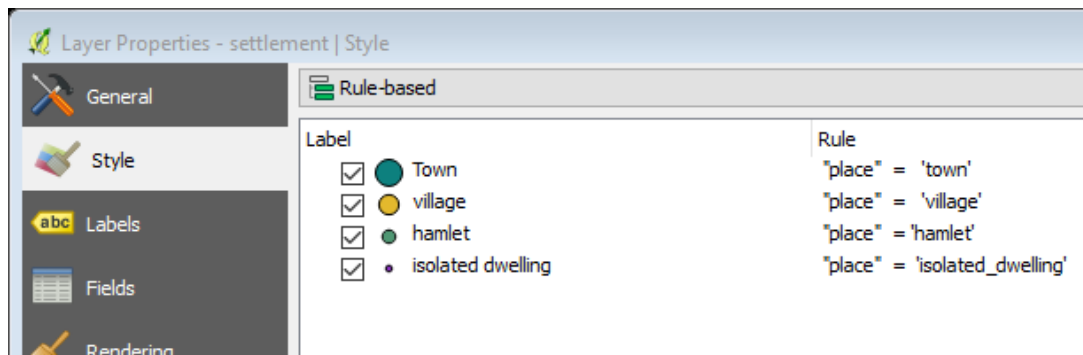 Layer Properties - settlement | Style
General
Style
abc Labels
Fields
Rendering
Rule-based
Label Rule
Town "place" = 'town'
village "place" = 'village'
hamlet "place" ='hamlet'
isolated dwelling "place" = 'isolated_dwelling'